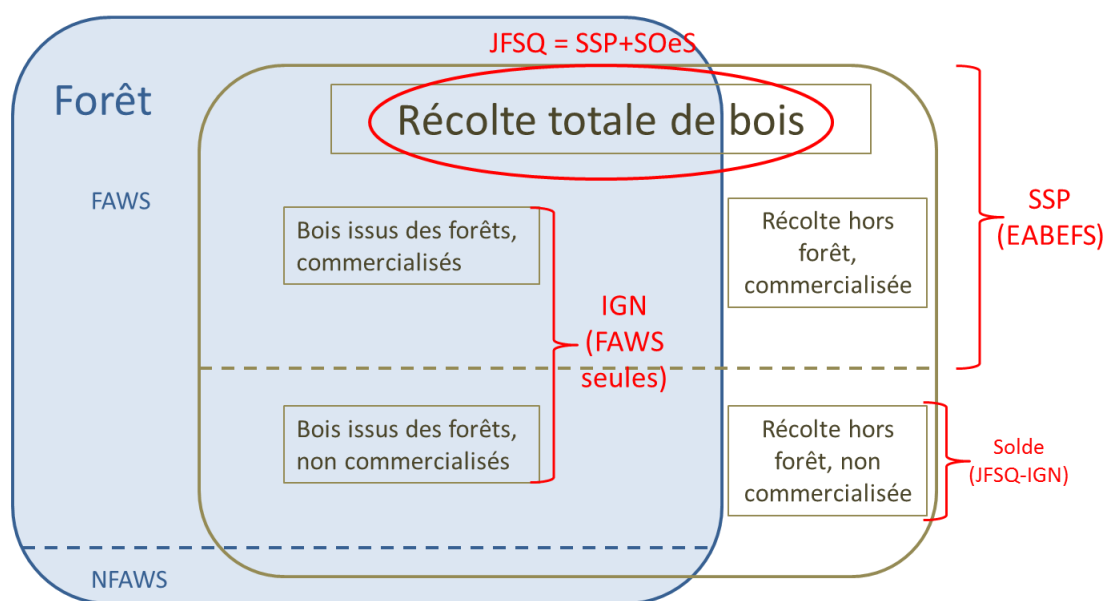 JFSQ = SSP+SOeS
Forêt
Récolte totale de bois
FAWS
Bois issus des forêts,
commercialisés
Récolte hors
forêt,
commercialisée
SSP
(EABEFS)
IGN
(FAWS
seules)
Bois issus des forêts,
non commercialisés
Récolte hors
forêt, non
commercialisée
Solde
(JFSQ-IGN)
NFAWS